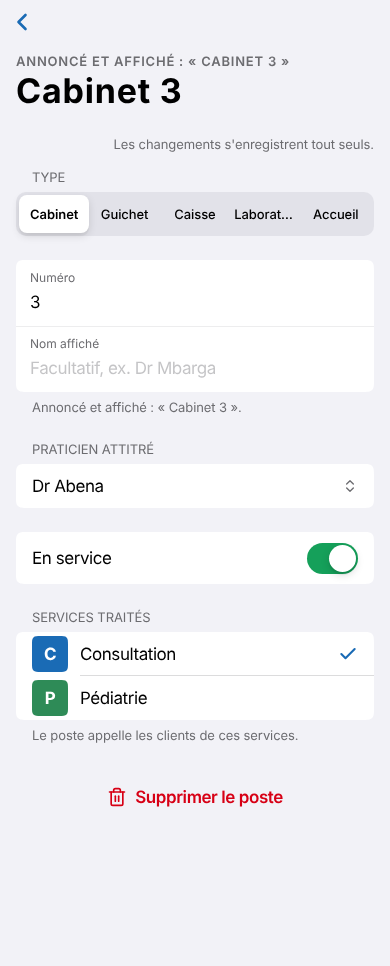 ANNONCÉ ET AFFICHÉ : « CABINET 3 »
Cabinet 3
Les changements s'enregistrent tout seuls.
TYPE
Cabinet Guichet Caisse Laborat... Accueil
Numéro
3
Nom affiché
Facultatif, ex. Dr Mbarga
Annoncé et affiché : « Cabinet 3 ».
PRATICIEN ATTITRÉ
Dr Abena
En service
SERVICES TRAITÉS
C Consultation
P Pédiatrie
Le poste appelle les clients de ces services.
Supprimer le poste